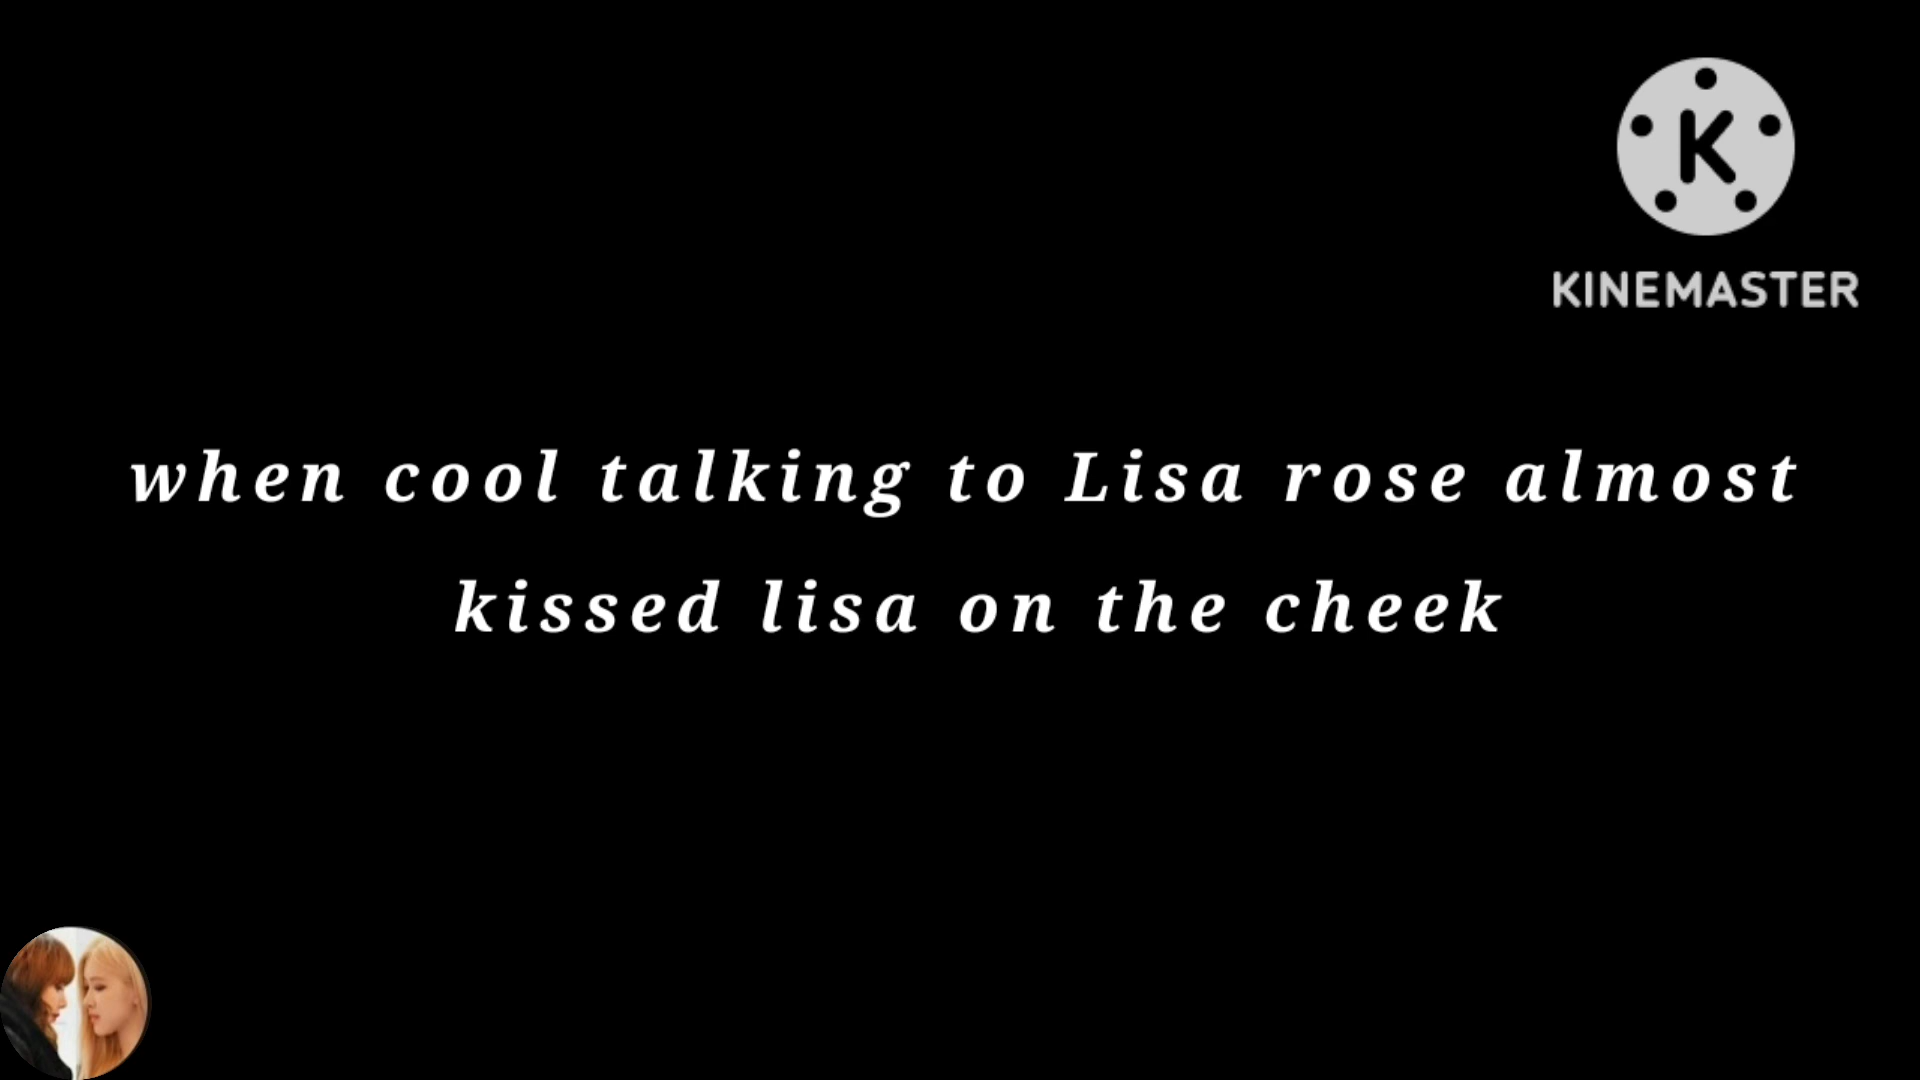 K
KINEMASTER
when cool talking to Lisa rose almost
kissed lisa on the cheek